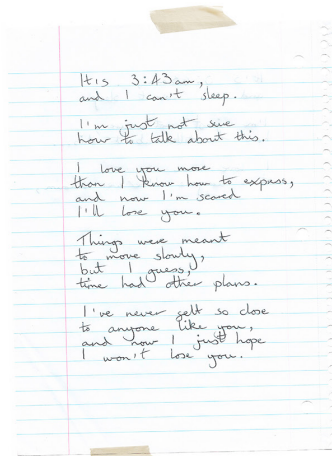 It is 3:43am,
and I can't sleep.
I'm just not sure
how to talk about this.
I love you more
than I know how to express,
and now I'm scared
I'll lose you.
Things were meant
to move slowly,
but I guess,
time had other plans.
I've never felt so close
to anyone like you,
and now I just hope
I won't lose you.